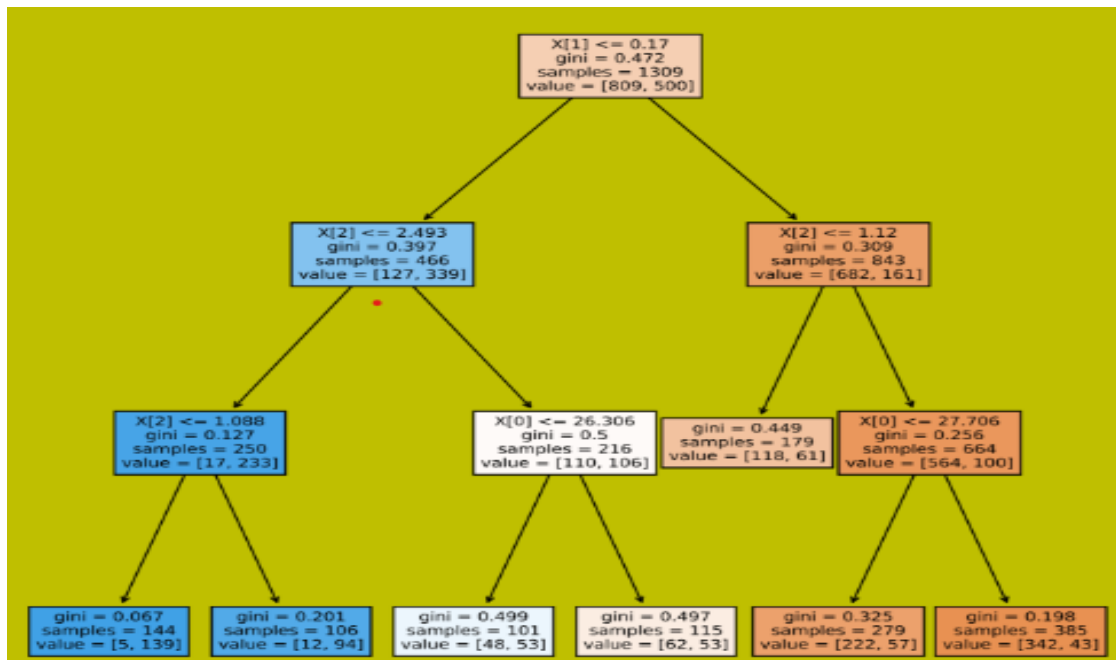 X[1] <= 0.17
gini = 0.472
samples = 1309
value = [809, 500]
X[2] <= 2.493
gini = 0.397
samples = 466
value = [127, 339]
X[2] <= 1.12
gini = 0.309
samples = 843
value = [682, 161]
X[2] <= 1.088
gini = 0.127
samples = 250
value = [17, 233]
X[0] <= 26.306
gini = 0.5
samples = 216
value = [110, 106]
gini = 0.449
samples = 179
value = [118, 61]
X[0] <= 27.706
gini = 0.256
samples = 664
value = [564, 100]
gini = 0.067
samples = 144
value = [5, 139]
gini = 0.201
samples = 106
value = [12, 94]
gini = 0.499
samples = 101
value = [48, 53]
gini = 0.497
samples = 115
value = [62, 53]
gini = 0.325
samples = 279
value = [222, 57]
gini = 0.198
samples = 385
value = [342, 43]